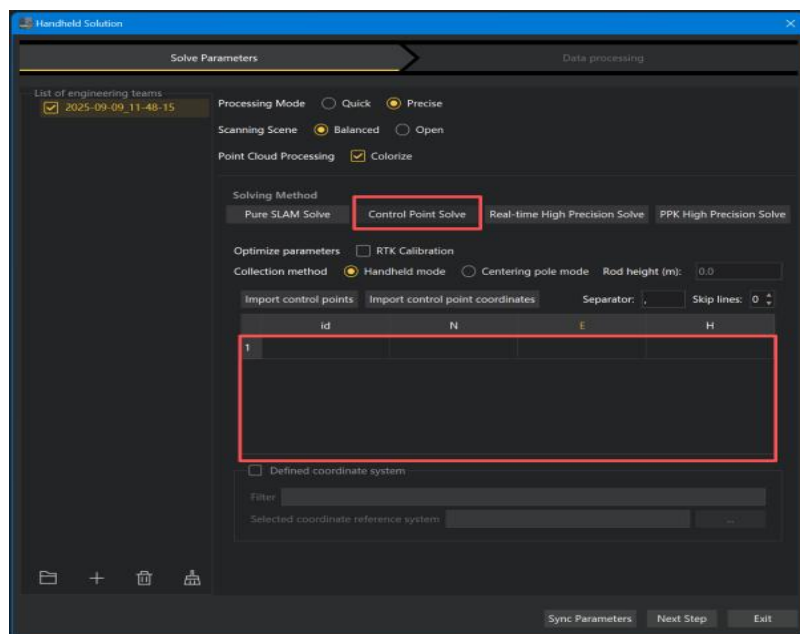 Handheld Solution
Solve Parameters Data processing
List of engineering teams
2025-09-09_11-48-15
Processing Mode Quick Precise
Scanning Scene Balanced Open
Point Cloud Processing Colorize
Solving Method
Pure SLAM Solve Control Point Solve Real-time High Precision Solve PPK High Precision Solve
Optimize parameters RTK Calibration
Collection method Handheld mode Centering pole mode Rod height (m): 0.0
Import control points Import control point coordinates Separator: , Skip lines: 0
id N E H
1
Defined coordinate system
Filter
Selected coordinate reference system ...
Sync Parameters Next Step Exit